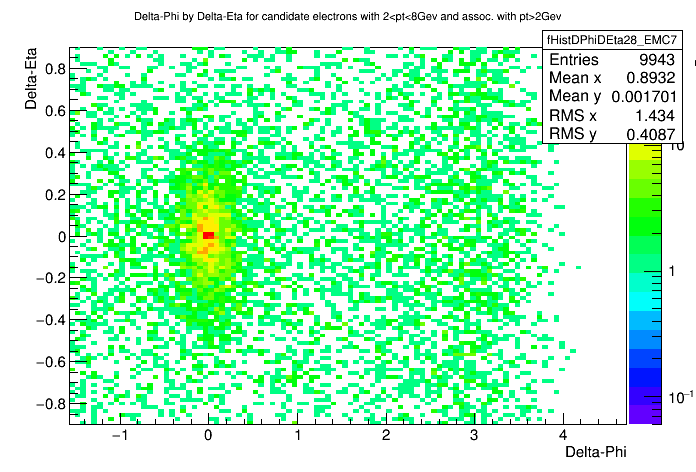 Delta-Phi by Delta-Eta for candidate electrons with 2<pt<8Gev and assoc. with pt>2Gev
fHistDPhiDEta28_EMC7
Entries 9943
Mean x 0.8932
Mean y 0.001701
RMS x 1.434
RMS y 0.4087
Delta-Eta
0.8
0.6
0.4
0.2
0
−0.2
−0.4
−0.6
−0.8
−1 0 1 2 3 4
Delta-Phi
10
1
10⁻¹